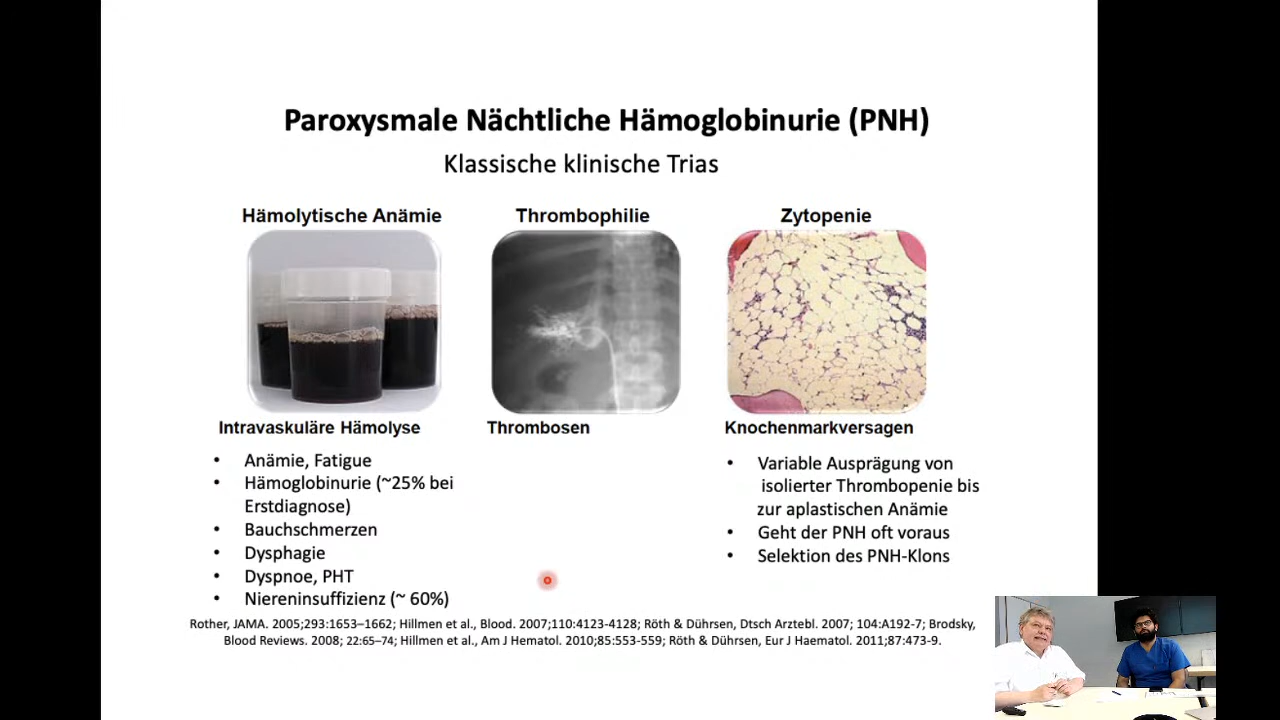 Paroxysmale Nächtliche Hämoglobinurie (PNH)
Klassische klinische Trias
Hämolytische Anämie
Thrombophilie
Zytopenie
Intravaskuläre Hämolyse
Thrombosen
Knochenmarkversagen
• Anämie, Fatigue
• Hämoglobinurie (~25% bei
Erstdiagnose)
• Bauchschmerzen
• Dysphagie
• Dyspnoe, PHT
• Niereninsuffizienz (~ 60%)
• Variable Ausprägung von
isolierter Thrombopenie bis
zur aplastischen Anämie
• Geht der PNH oft voraus
• Selektion des PNH-Klons
Rother, JAMA. 2005;293:1653–1662; Hillmen et al., Blood. 2007;110:4123-4128; Röth & Dührsen, Dtsch Arztebl. 2007; 104:A192-7; Brodsky,
Blood Reviews. 2008; 22:65–74; Hillmen et al., Am J Hematol. 2010;85:553-559; Röth & Dührsen, Eur J Haematol. 2011;87:473-9.